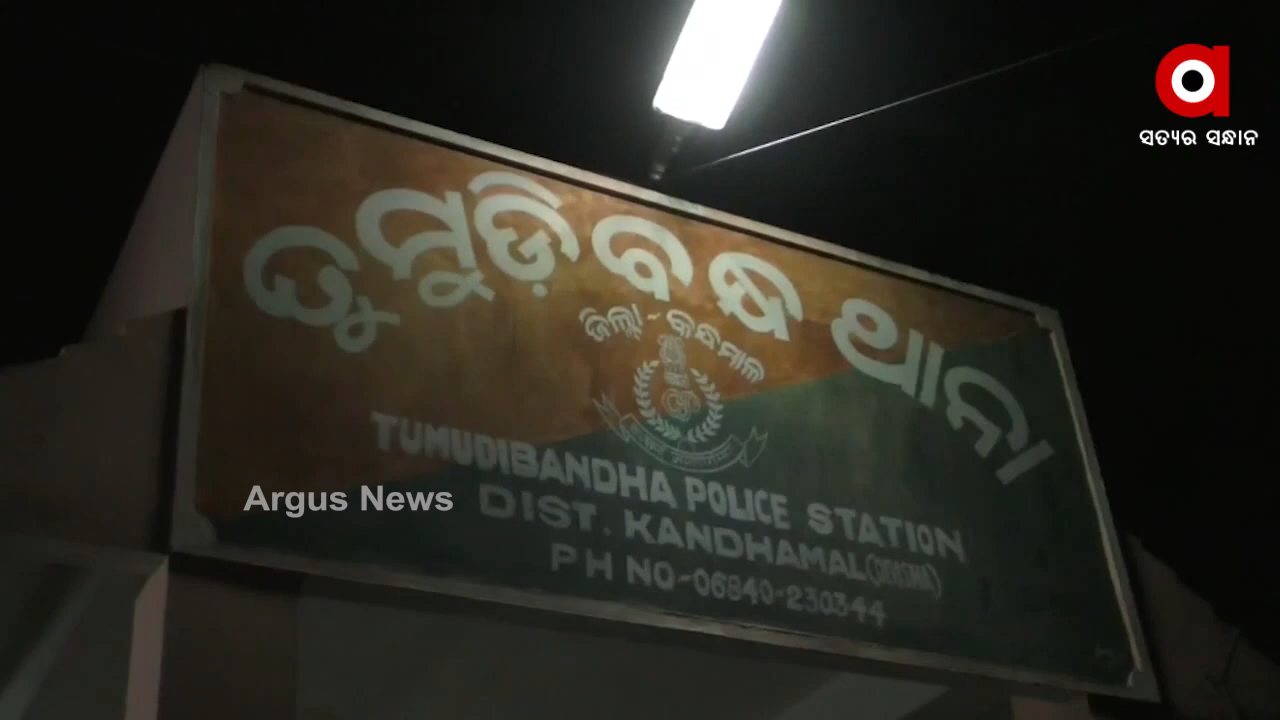 ସତ୍ୟର ସନ୍ଧାନ
ତୁମୁଡ଼ିବନ୍ଧ ଥାନା
ଜିଲ୍ଲା - କନ୍ଧମାଳ
TUMUDIBANDHA POLICE STATION
Argus News
DIST. KANDHAMAL (ODISHA)
PH NO-06840-230344